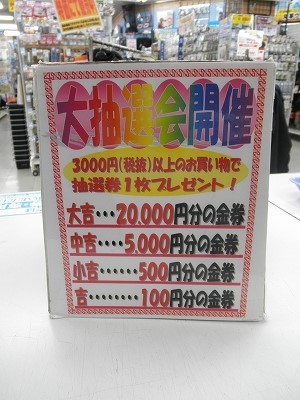 大抽選会開催
3000円(税抜)以上のお買い物で
抽選券1枚プレゼント!
大吉･･･20,000円分の金券
中吉････5,000円分の金券
小吉･･････500円分の金券
吉････････100円分の金券